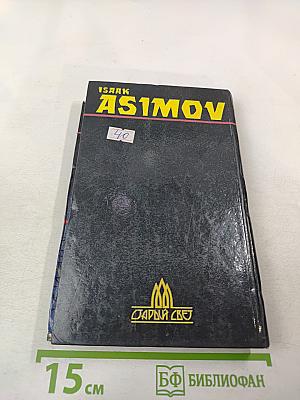 ISAAK
ASIMOV
40
СТАРЫЙ СВЕТ
15 см
БФ БИБЛИОФАН